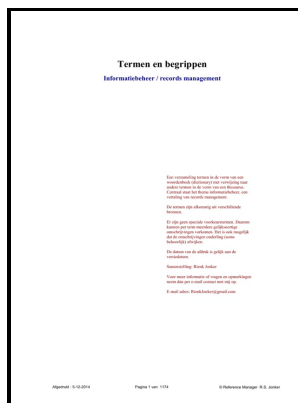 Termen en begrippen
Informatiebeheer / records management
Een verzameling termen in de vorm van een
woordenboek (dictionary) met verwijzing naar
andere termen in de vorm van een thesaurus.
Centraal staat het thema informatiebeheer, een
vertaling van records management.
De termen zijn afkomstig uit verschillende
bronnen.
Er zijn geen speciale voorkeurstermen. Daarom
kunnen per term meerdere gelijksoortige
omschrijvingen voorkomen. Het is ook mogelijk
dat de omschrijvingen onderling (soms
behoorlijk) afwijken.
De datum van de afdruk is gelijk aan de
versiedatum.
Samenstelling: Rienk Jonker
Voor meer informatie of vragen en opmerkingen
neem dan per e-mail contact met mij op.
E-mail adres: RienkJonker@gmail.com
Afgedrukt : 5-12-2014 Pagina 1 van 1174 © Reference Manager R.S. Jonker